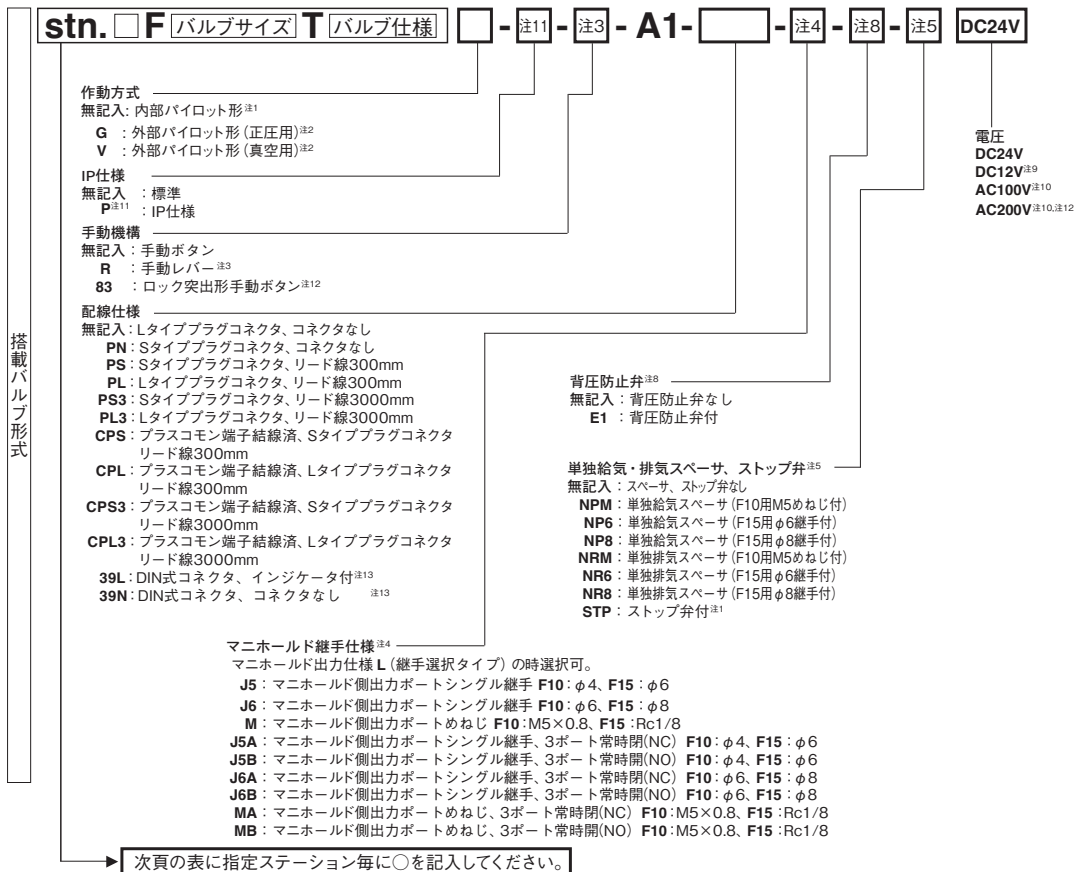 stn. □ F バルブサイズ T バルブ仕様 □ - 注11 - 注3 - A1- □ - 注4 - 注8 - 注5 DC24V
搭載バルブ形式
作動方式
無記入: 内部パイロット形注1
G : 外部パイロット形 (正圧用)注2
V : 外部パイロット形 (真空用)注2
IP仕様
無記入 : 標準
P注11 : IP仕様
手動機構
無記入 : 手動ボタン
R : 手動レバー注3
83 : ロック突出形手動ボタン注12
配線仕様
無記入 : Lタイププラグコネクタ、コネクタなし
PN : Sタイププラグコネクタ、コネクタなし
PS : Sタイププラグコネクタ、リード線300mm
PL : Lタイププラグコネクタ、リード線300mm
PS3 : Sタイププラグコネクタ、リード線3000mm
PL3 : Lタイププラグコネクタ、リード線3000mm
CPS : プラスコモン端子結線済、Sタイププラグコネクタ
リード線300mm
CPL : プラスコモン端子結線済、Lタイププラグコネクタ
リード線300mm
CPS3 : プラスコモン端子結線済、Sタイププラグコネクタ
リード線3000mm
CPL3 : プラスコモン端子結線済、Lタイププラグコネクタ
リード線3000mm
39L : DIN式コネクタ、インジケータ付注13
39N : DIN式コネクタ、コネクタなし 注13
電圧
DC24V
DC12V注9
AC100V注10
AC200V注10,注12
背圧防止弁注8
無記入 : 背圧防止弁なし
E1 : 背圧防止弁付
単独給気・排気スペーサ、ストップ弁注5
無記入 : スペーサ、ストップ弁なし
NPM : 単独給気スペーサ (F10用M5めねじ付)
NP6 : 単独給気スペーサ (F15用φ6継手付)
NP8 : 単独給気スペーサ (F15用φ8継手付)
NRM : 単独排気スペーサ (F10用M5めねじ付)
NR6 : 単独排気スペーサ (F15用φ6継手付)
NR8 : 単独排気スペーサ (F15用φ8継手付)
STP : ストップ弁付注1
マニホールド継手仕様注4
マニホールド出力仕様 L (継手選択タイプ) の時選択可。
J5 : マニホールド側出力ポートシングル継手 F10 : φ4、F15 : φ6
J6 : マニホールド側出力ポートシングル継手 F10 : φ6、F15 : φ8
M : マニホールド側出力ポートめねじ F10 : M5×0.8、F15 : Rc1/8
J5A : マニホールド側出力ポートシングル継手、3ポート常時閉(NC) F10 : φ4、F15 : φ6
J5B : マニホールド側出力ポートシングル継手、3ポート常時開(NO) F10 : φ4、F15 : φ6
J6A : マニホールド側出力ポートシングル継手、3ポート常時閉(NC) F10 : φ6、F15 : φ8
J6B : マニホールド側出力ポートシングル継手、3ポート常時開(NO) F10 : φ6、F15 : φ8
MA : マニホールド側出力ポートめねじ、3ポート常時閉(NC) F10 : M5×0.8、F15 : Rc1/8
MB : マニホールド側出力ポートめねじ、3ポート常時開(NO) F10 : M5×0.8、F15 : Rc1/8
次頁の表に指定ステーション毎に○を記入してください。